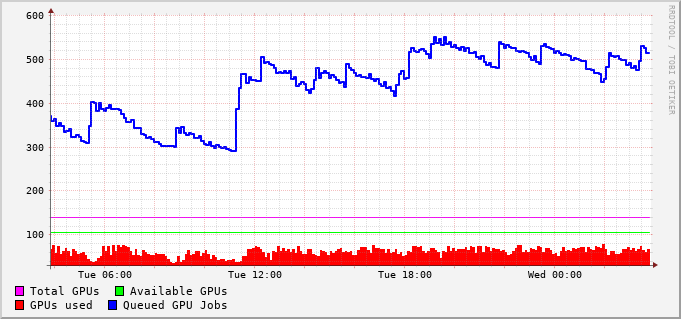 RRDTOOL / TOBI OETIKER
600
500
400
300
200
100
Tue 06:00 Tue 12:00 Tue 18:00 Wed 00:00
Total GPUs Available GPUs
GPUs used Queued GPU Jobs